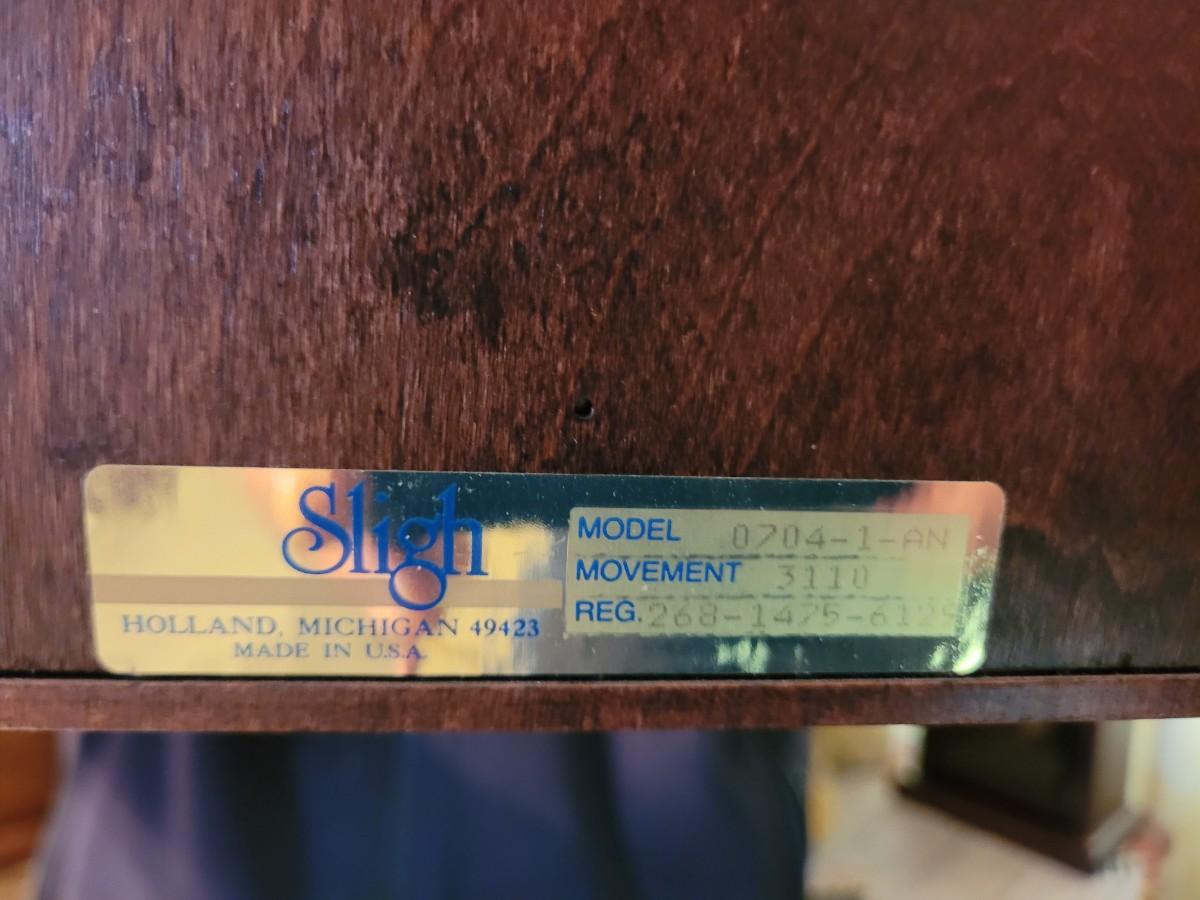 Sligh
HOLLAND, MICHIGAN 49423
MADE IN U.S.A.
MODEL 0704-1-AN
MOVEMENT 3110
REG. 268-1475-6129